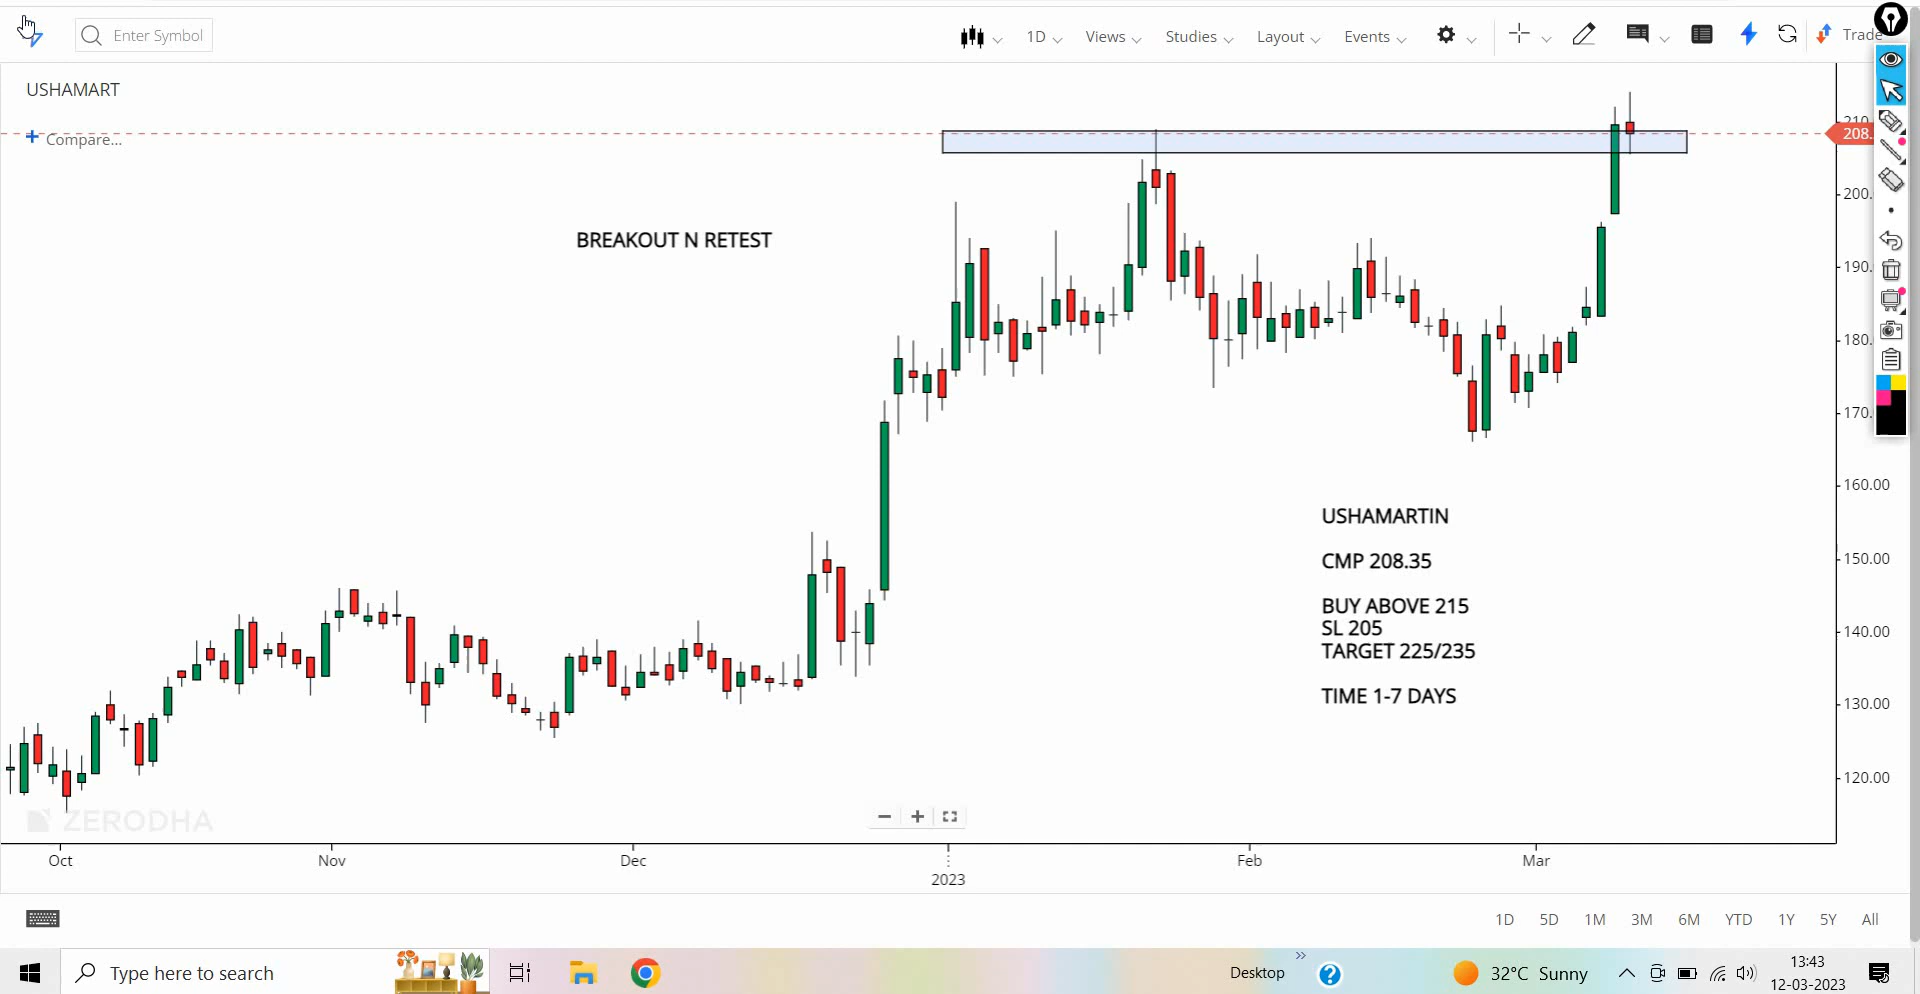 Enter Symbol
1D
Views
Studies
Layout
Events
Trade
USHAMART
Compare...
BREAKOUT N RETEST
USHAMARTIN
CMP 208.35
BUY ABOVE 215
SL 205
TARGET 225/235
TIME 1-7 DAYS
210.
208.
200.
190.
180.
170.
160.00
150.00
140.00
130.00
120.00
ZERODHA
Oct Nov Dec Feb Mar
2023
1D 5D 1M 3M 6M YTD 1Y 5Y All
Type here to search
Desktop
32°C Sunny
13:43
12-03-2023